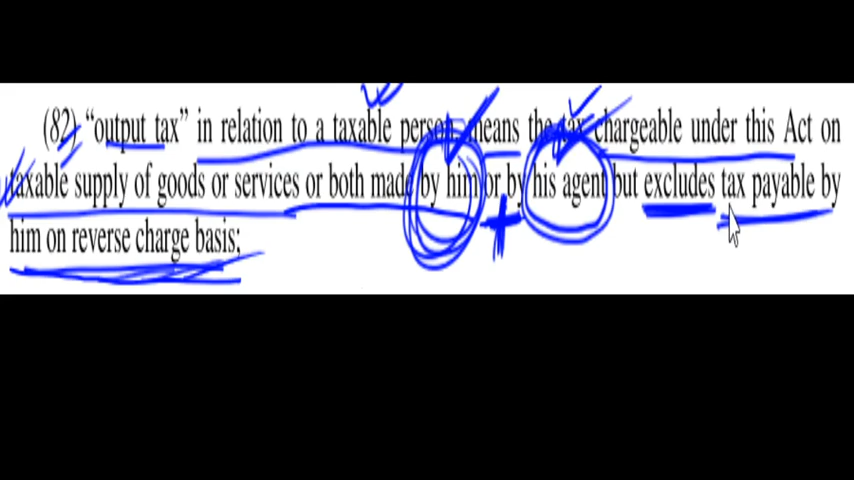 (82) “output tax” in relation to a taxable person means the tax chargeable under this Act on
taxable supply of goods or services or both made by him or by his agent but excludes tax payable by
him on reverse charge basis;